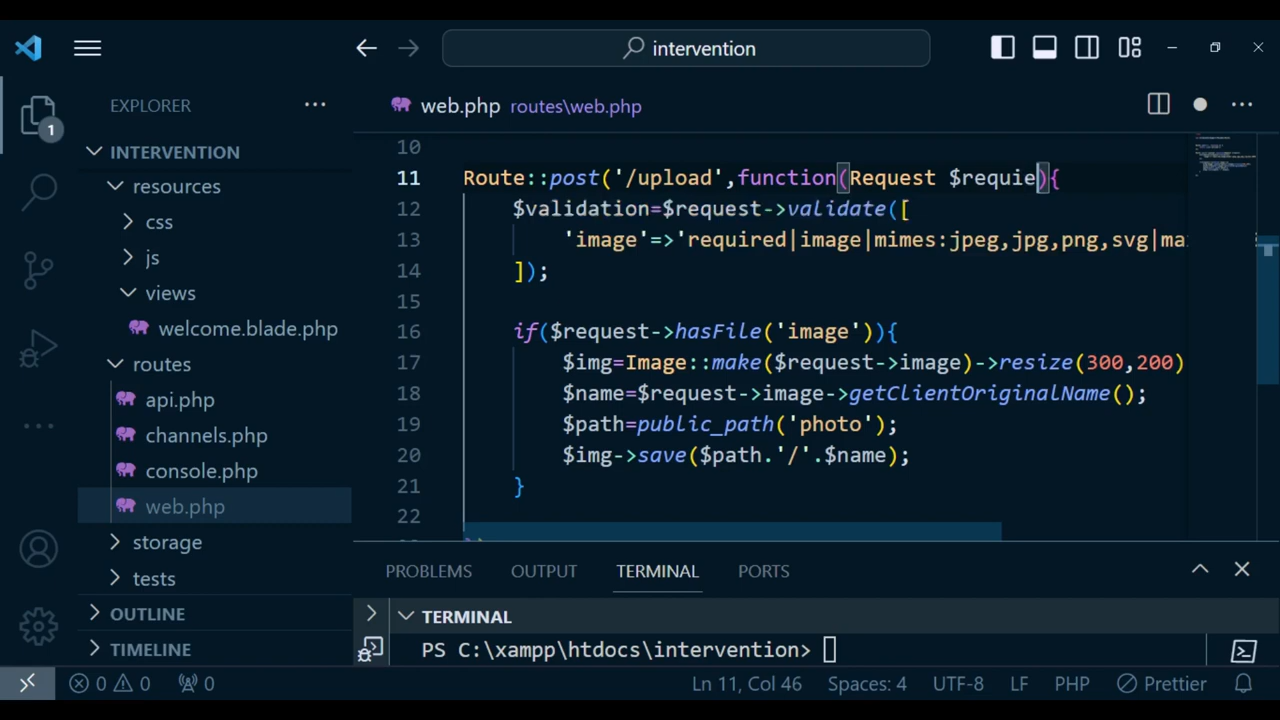 intervention
EXPLORER ...
web.php routes\web.php ...
1
INTERVENTION
resources
css
js
views
welcome.blade.php
routes
api.php
channels.php
console.php
web.php
storage
tests
OUTLINE
TIMELINE
10
11 Route::post('/upload',function(Request $requie){
12 $validation=$request->validate([
13 'image'=>'required|image|mimes:jpeg,jpg,png,svg|ma
14 ]);
15
16 if($request->hasFile('image')){
17 $img=Image::make($request->image)->resize(300,200)
18 $name=$request->image->getClientOriginalName();
19 $path=public_path('photo');
20 $img->save($path.'/'.$name);
21 }
22
PROBLEMS OUTPUT TERMINAL PORTS
TERMINAL
PS C:\xampp\htdocs\intervention>
0 0 0 Ln 11, Col 46 Spaces: 4 UTF-8 LF PHP Prettier